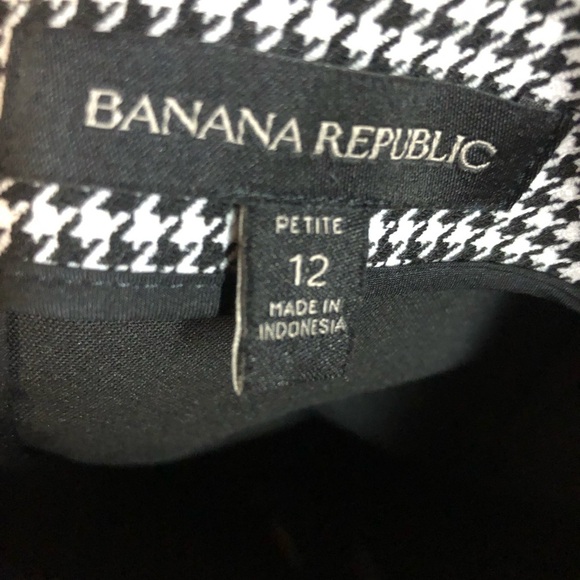 BANANA REPUBLIC
PETITE
12
MADE IN
INDONESIA